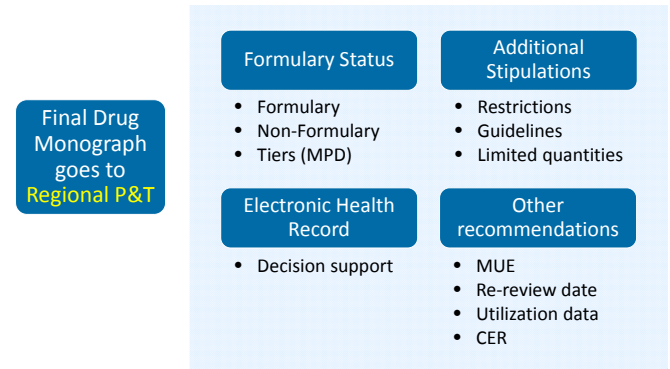 Final Drug
Monograph
goes to
Regional P&T
Formulary Status
• Formulary
• Non-Formulary
• Tiers (MPD)
Additional
Stipulations
• Restrictions
• Guidelines
• Limited quantities
Electronic Health
Record
• Decision support
Other
recommendations
• MUE
• Re-review date
• Utilization data
• CER